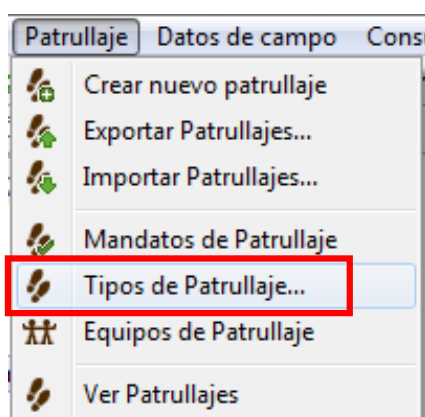 Patrullaje Datos de campo Cons
Crear nuevo patrullaje
Exportar Patrullajes...
Importar Patrullajes...
Mandatos de Patrullaje
Tipos de Patrullaje...
Equipos de Patrullaje
Ver Patrullajes